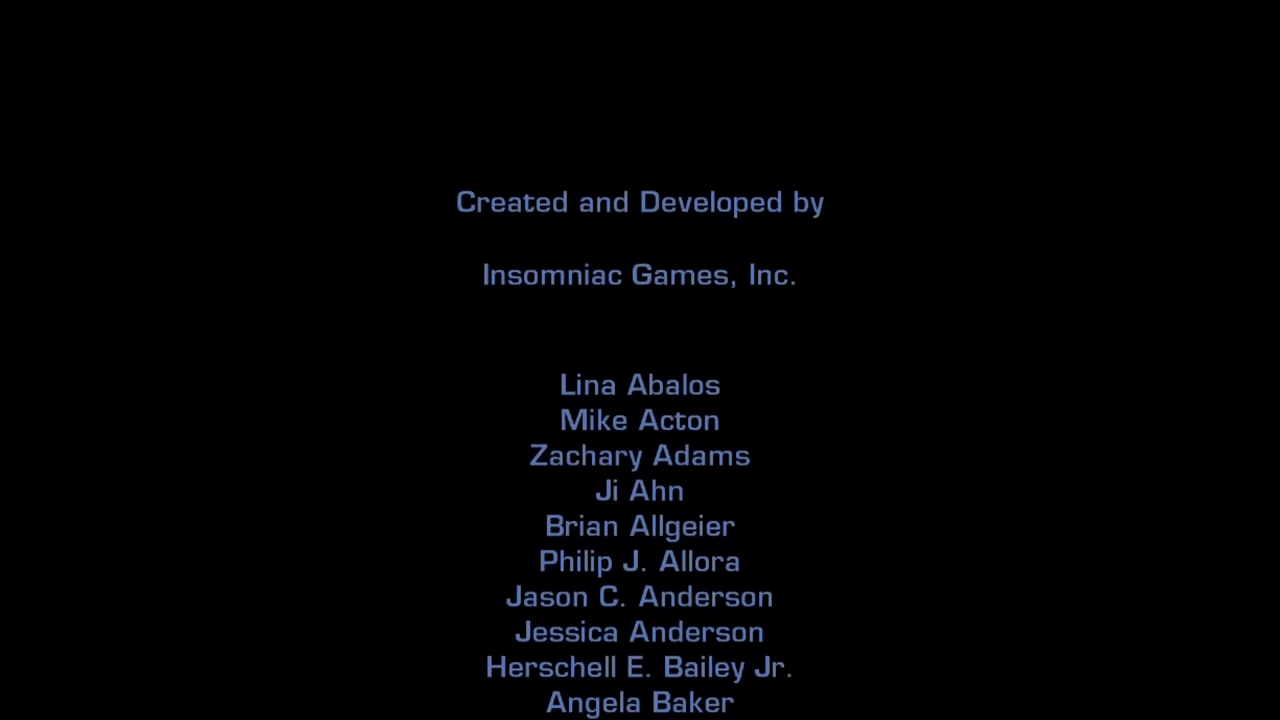 Created and Developed by
Insomniac Games, Inc.
Lina Abalos
Mike Acton
Zachary Adams
Ji Ahn
Brian Allgeier
Philip J. Allora
Jason C. Anderson
Jessica Anderson
Herschell E. Bailey Jr.
Angela Baker